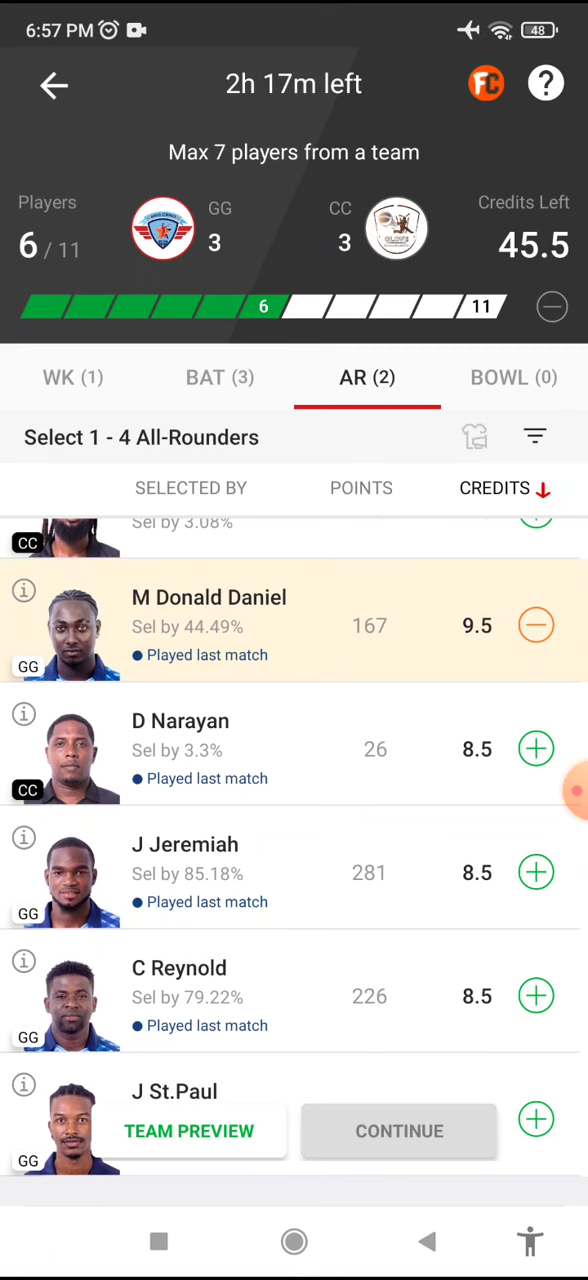 6:57 PM
48
2h 17m left
FC
?
Max 7 players from a team
Players
GG
CC
Credits Left
6 / 11
3
3
45.5
6
11
WK (1)
BAT (3)
AR (2)
BOWL (0)
Select 1 - 4 All-Rounders
SELECTED BY
POINTS
CREDITS
Sel by 3.08%
CC
M Donald Daniel
Sel by 44.49%
167
9.5
Played last match
GG
D Narayan
Sel by 3.3%
26
8.5
Played last match
CC
J Jeremiah
Sel by 85.18%
281
8.5
Played last match
GG
C Reynold
Sel by 79.22%
226
8.5
Played last match
GG
J St.Paul
TEAM PREVIEW
CONTINUE
GG